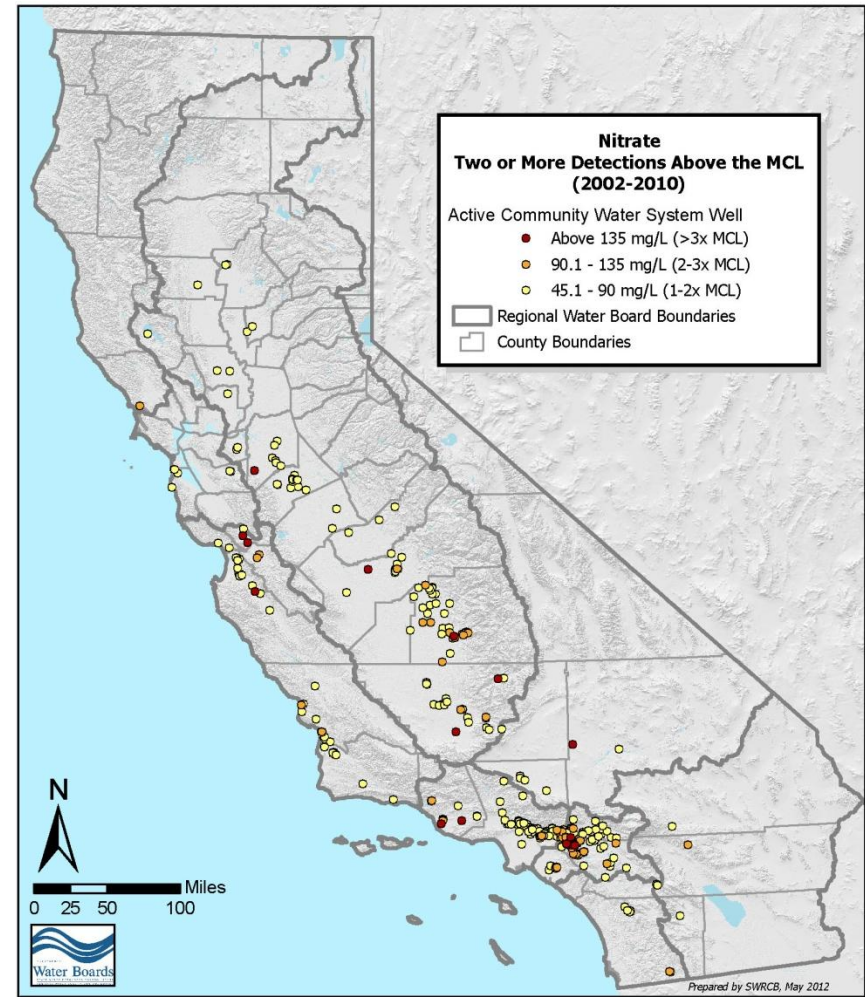 Nitrate
Two or More Detections Above the MCL
(2002-2010)
Active Community Water System Well
Above 135 mg/L (>3x MCL)
90.1 - 135 mg/L (2-3x MCL)
45.1 - 90 mg/L (1-2x MCL)
Regional Water Board Boundaries
County Boundaries
N
Miles
0 25 50 100
Water Boards
Prepared by SWRCB, May 2012